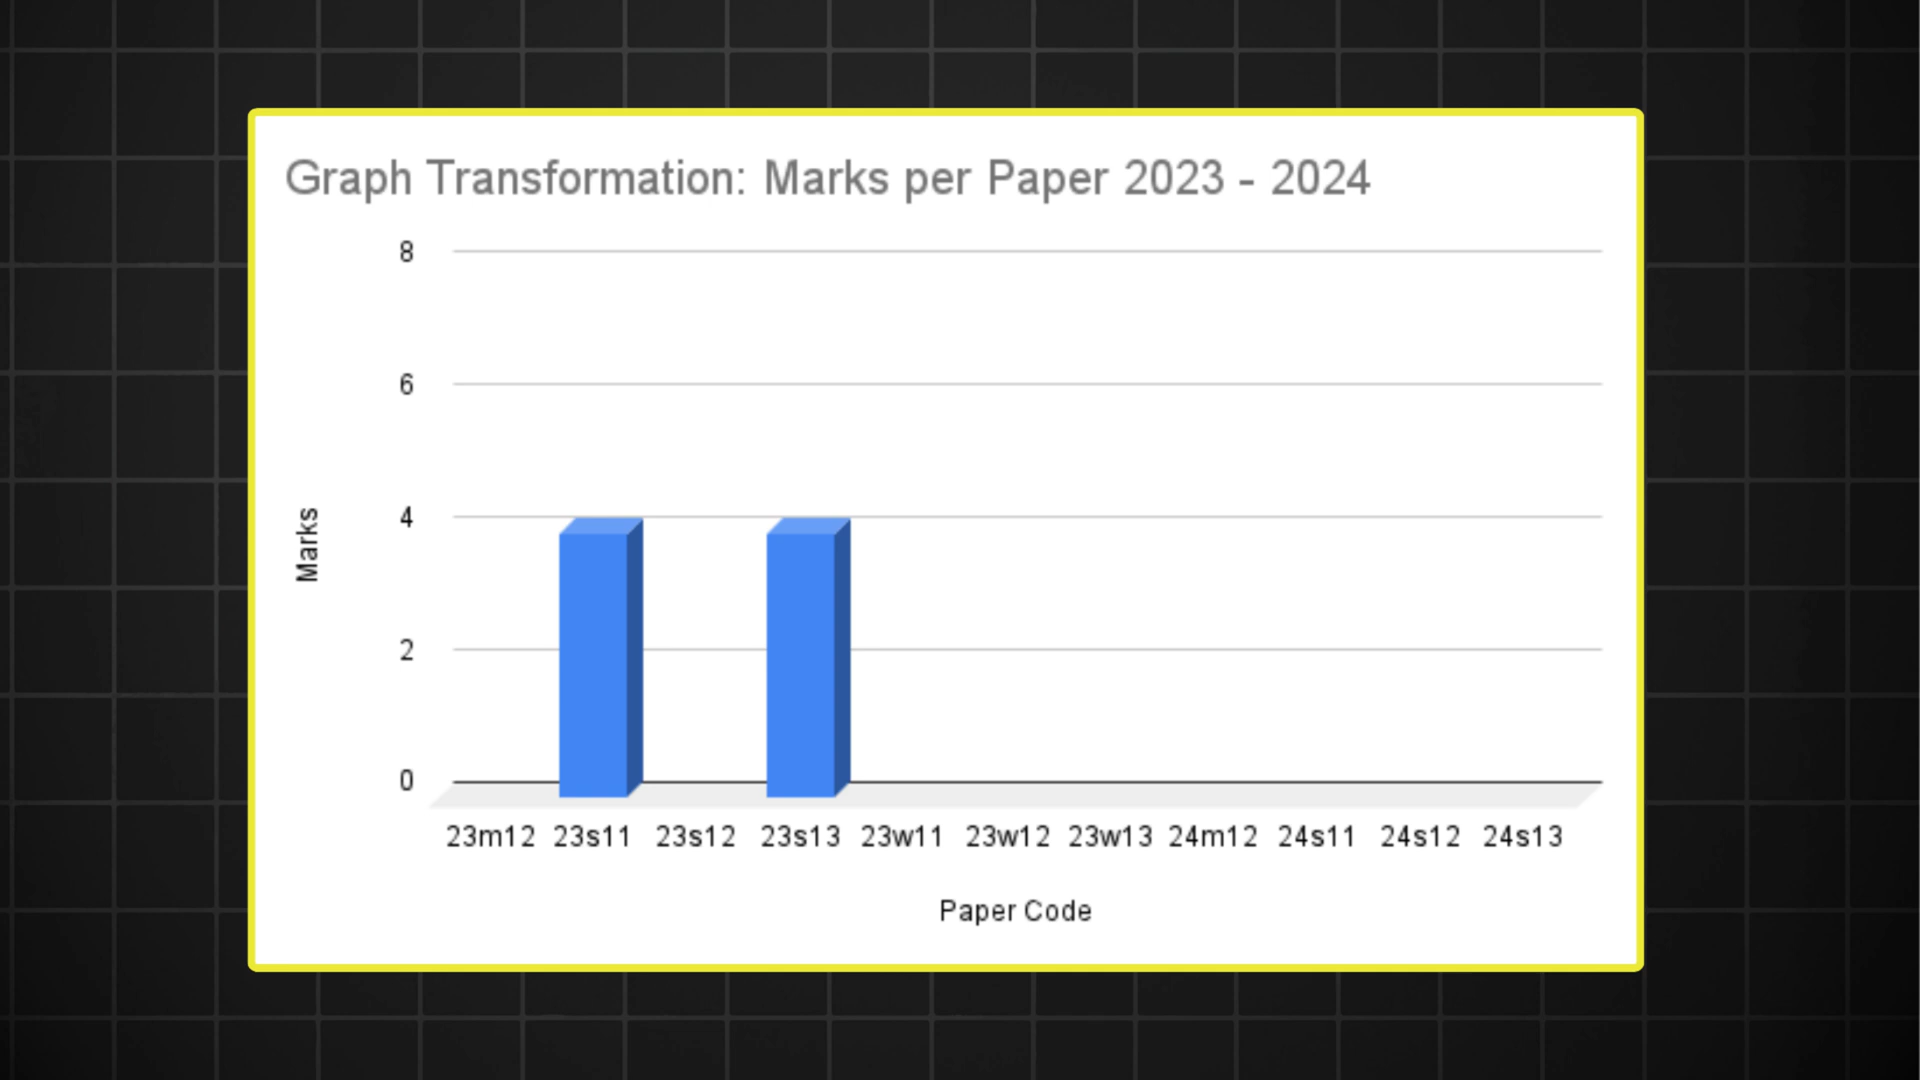 Graph Transformation: Marks per Paper 2023 - 2024
8
6
4
2
0
Marks
23m12 23s11 23s12 23s13 23w11 23w12 23w13 24m12 24s11 24s12 24s13
Paper Code